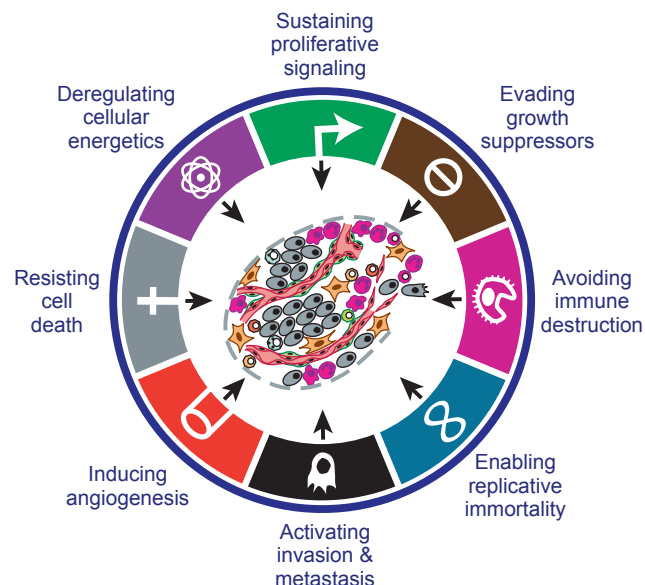 Sustaining
proliferative
signaling
Evading
growth
suppressors
Avoiding
immune
destruction
Enabling
replicative
immortality
Activating
invasion &
metastasis
Inducing
angiogenesis
Resisting
cell
death
Deregulating
cellular
energetics